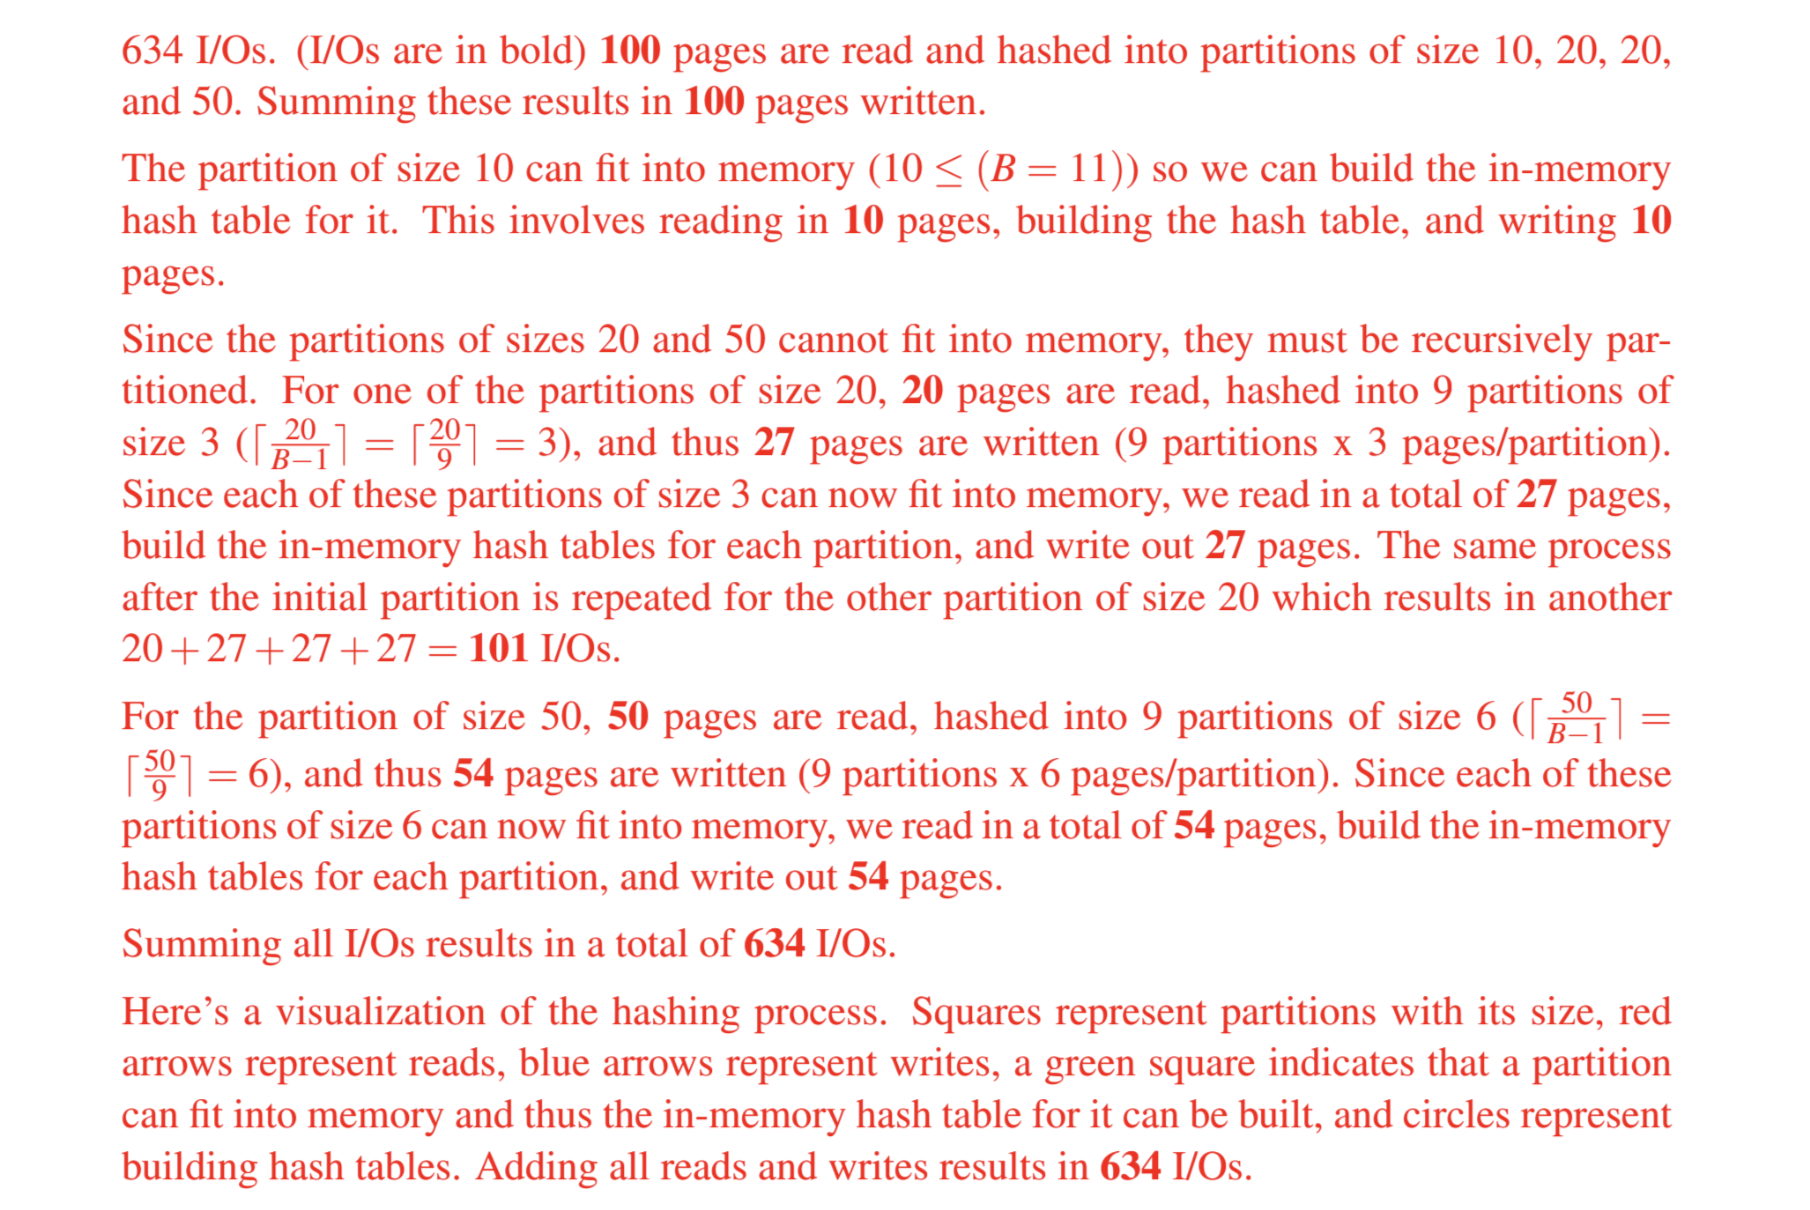 634 I/Os. (I/Os are in bold) 100 pages are read and hashed into partitions of size 10, 20, 20,
and 50. Summing these results in 100 pages written.
The partition of size 10 can fit into memory (10 ≤ (B = 11)) so we can build the in-memory
hash table for it. This involves reading in 10 pages, building the hash table, and writing 10
pages.
Since the partitions of sizes 20 and 50 cannot fit into memory, they must be recursively par-
titioned. For one of the partitions of size 20, 20 pages are read, hashed into 9 partitions of
size 3 (⌈20/(B−1)⌉ = ⌈20/9⌉ = 3), and thus 27 pages are written (9 partitions x 3 pages/partition).
Since each of these partitions of size 3 can now fit into memory, we read in a total of 27 pages,
build the in-memory hash tables for each partition, and write out 27 pages. The same process
after the initial partition is repeated for the other partition of size 20 which results in another
20+27+27+27 = 101 I/Os.
For the partition of size 50, 50 pages are read, hashed into 9 partitions of size 6 (⌈50/(B−1)⌉ =
⌈50/9⌉ = 6), and thus 54 pages are written (9 partitions x 6 pages/partition). Since each of these
partitions of size 6 can now fit into memory, we read in a total of 54 pages, build the in-memory
hash tables for each partition, and write out 54 pages.
Summing all I/Os results in a total of 634 I/Os.
Here's a visualization of the hashing process. Squares represent partitions with its size, red
arrows represent reads, blue arrows represent writes, a green square indicates that a partition
can fit into memory and thus the in-memory hash table for it can be built, and circles represent
building hash tables. Adding all reads and writes results in 634 I/Os.